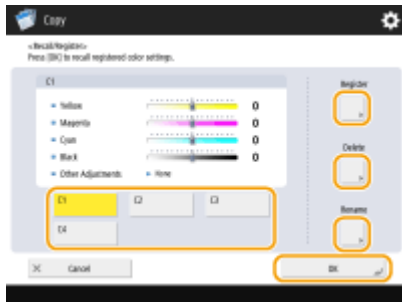 Copy
<Recall/Register>
Press [OK] to recall registered color settings.
C1
Yellow 0
Magenta 0
Cyan 0
Black 0
Other Adjustments None
C1 C2 C3
C4
Register
Delete
Rename
Cancel
OK